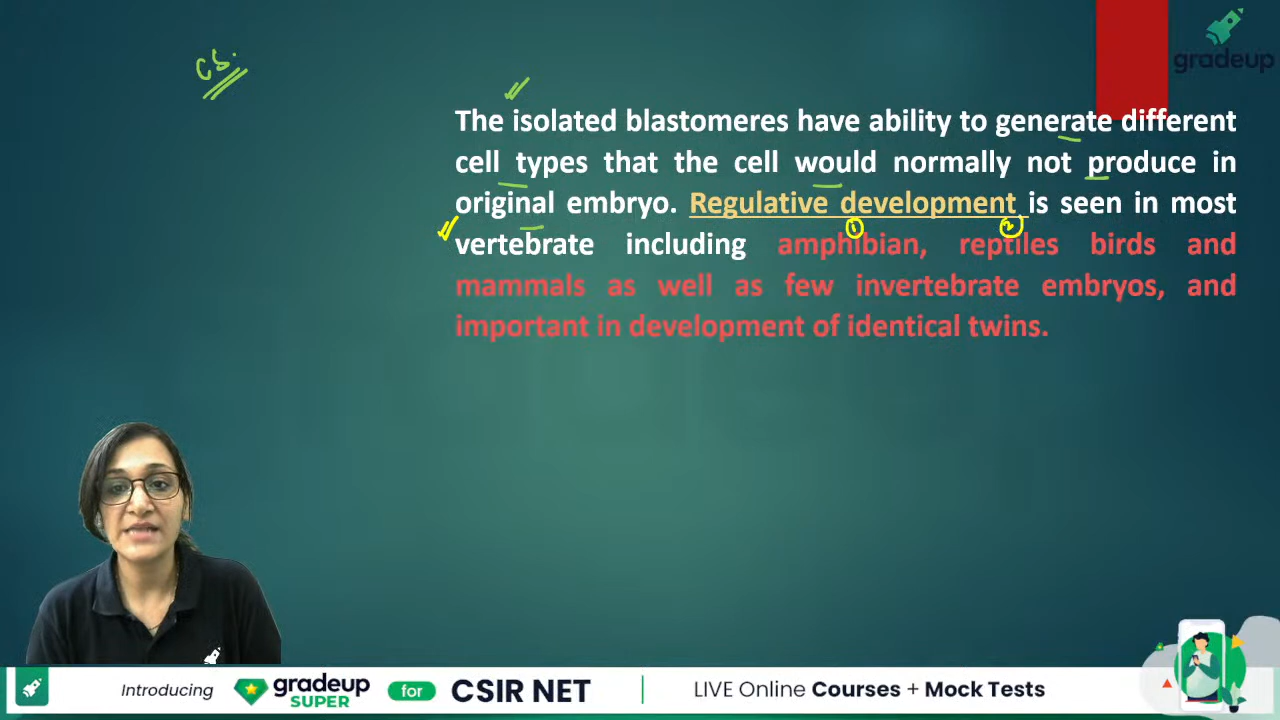 CS.
gradeup
The isolated blastomeres have ability to generate different
cell types that the cell would normally not produce in
original embryo. Regulative development is seen in most
1 2
vertebrate including amphibian, reptiles birds and
mammals as well as few invertebrate embryos, and
important in development of identical twins.
Introducing gradeup SUPER for CSIR NET LIVE Online Courses + Mock Tests